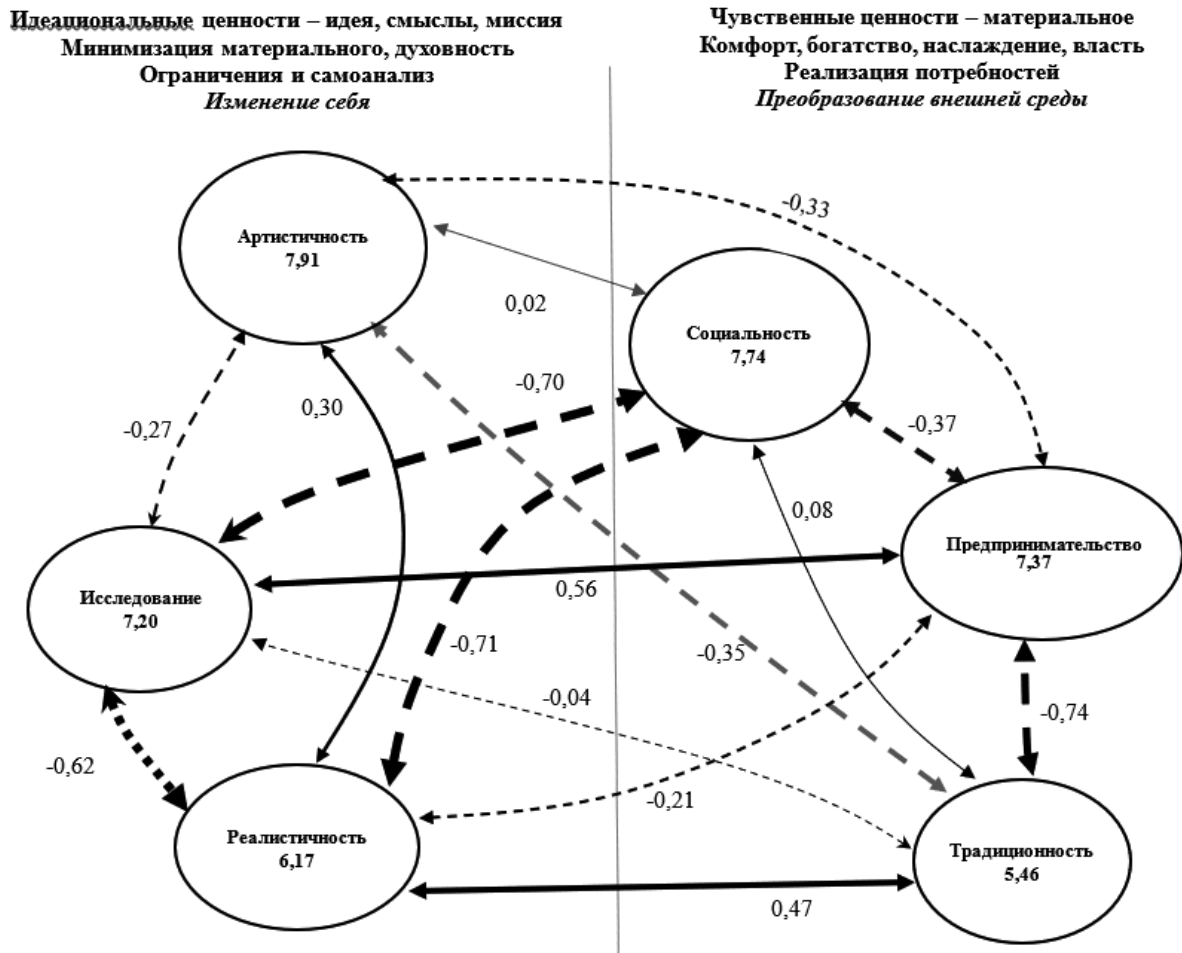 Идеациональные ценности – идея, смыслы, миссия
Минимизация материального, духовность
Ограничения и самоанализ
Изменение себя
Чувственные ценности – материальное
Комфорт, богатство, наслаждение, власть
Реализация потребностей
Преобразование внешней среды
Артистичность
7,91
-0,33
0,02
Социальность
7,74
-0,70
0,30
-0,27
-0,37
0,08
Предпринимательство
7,37
Исследование
7,20
0,56
-0,71
-0,35
-0,04
-0,74
-0,62
-0,21
Реалистичность
6,17
Традиционность
5,46
0,47